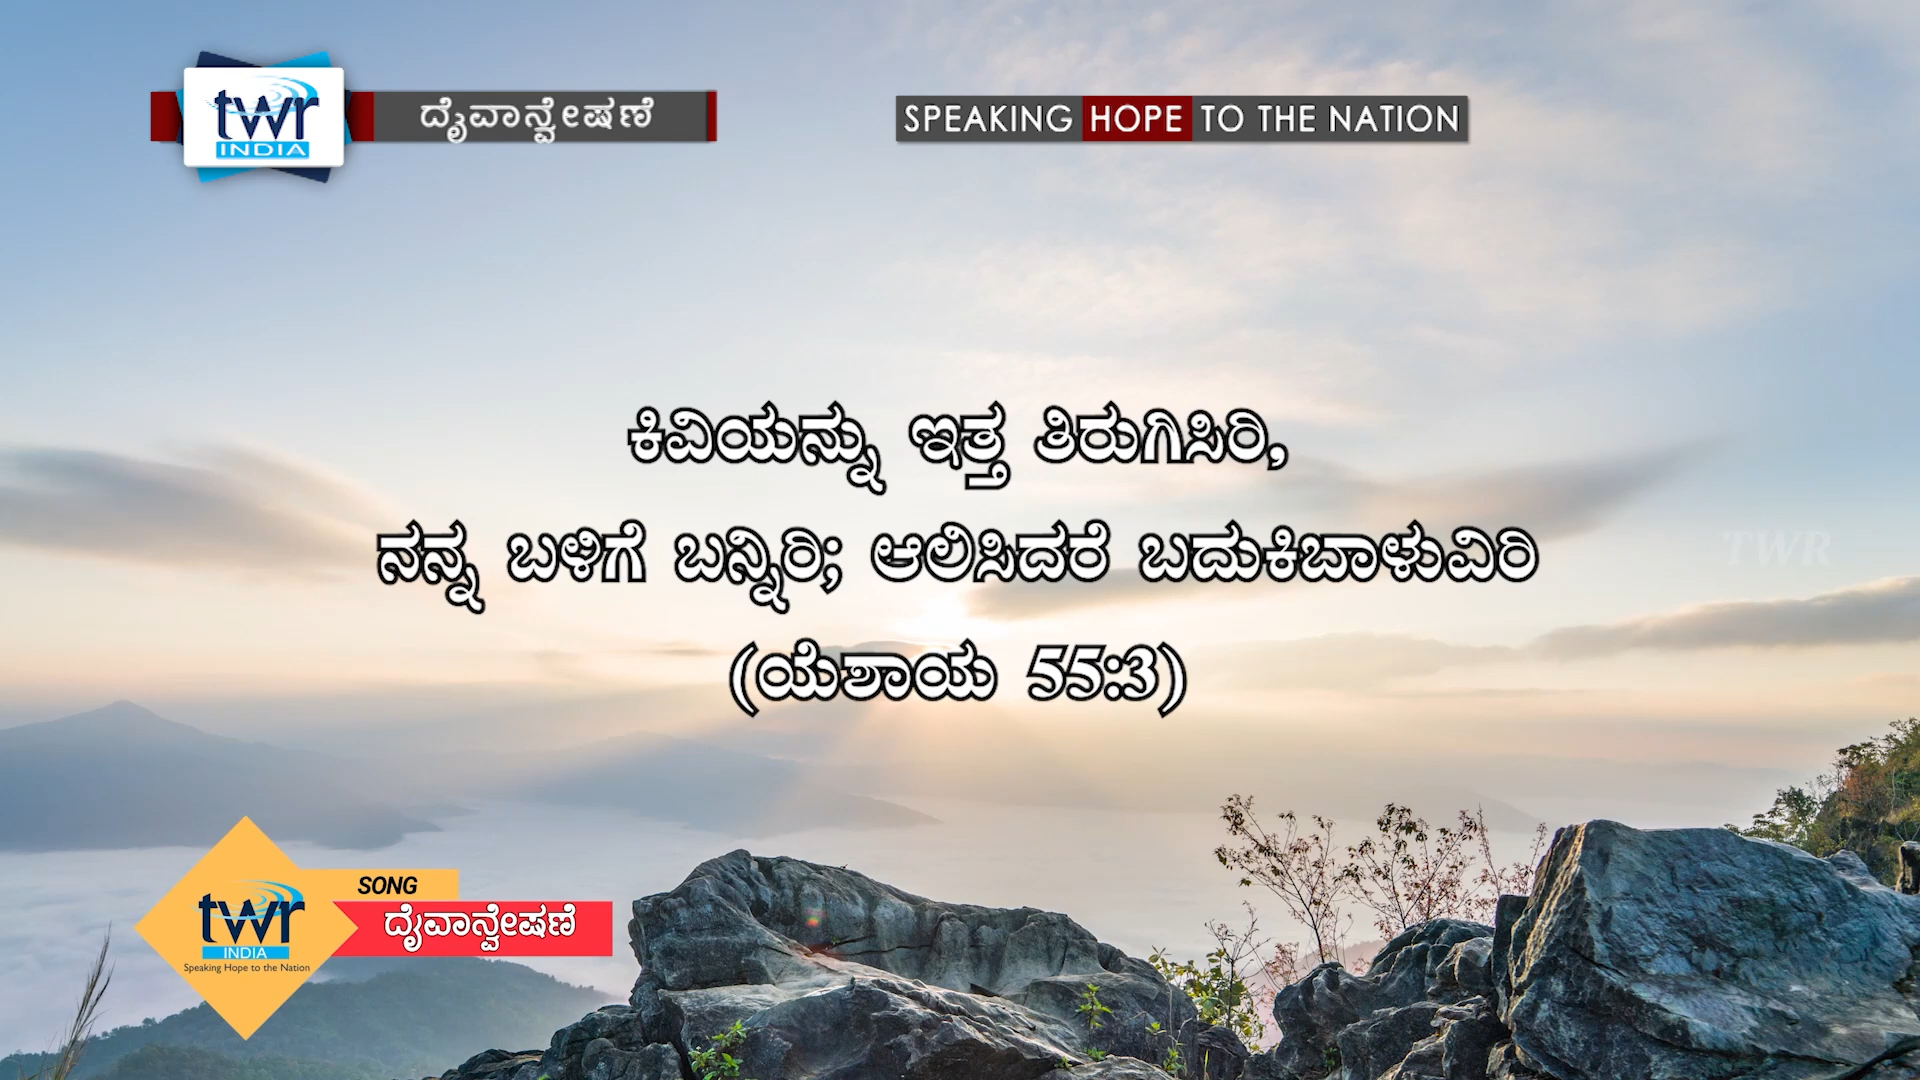 twr
INDIA
ದೈವಾನ್ವೇಷಣೆ
SPEAKING HOPE TO THE NATION
ಕಿವಿಯನ್ನು ಇತ್ತ ತಿರುಗಿಸಿರಿ,
ನನ್ನ ಬಳಿಗೆ ಬನ್ನಿರಿ; ಆಲಿಸಿದರೆ ಬದುಕಿಬಾಳುವಿರಿ
(ಯೆಶಾಯ 55:3)
TWR
SONG
ದೈವಾನ್ವೇಷಣೆ
twr
INDIA
Speaking Hope to the Nation